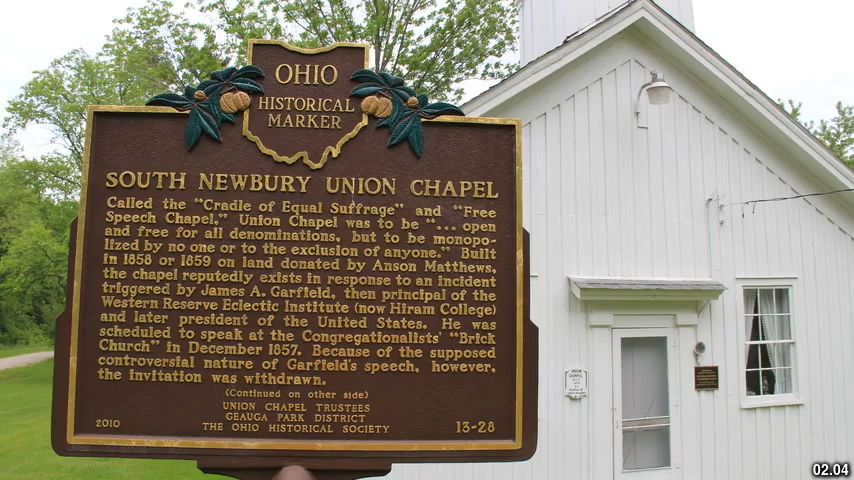 OHIO
HISTORICAL
MARKER
SOUTH NEWBURY UNION CHAPEL
Called the "Cradle of Equal Suffrage" and "Free
Speech Chapel," Union Chapel was to be "... open
and free for all denominations, but to be monopo-
lized by no one or to the exclusion of anyone." Built
in 1858 or 1859 on land donated by Anson Matthews,
the chapel reputedly exists in response to an incident
triggered by James A. Garfield, then principal of the
Western Reserve Eclectic Institute (now Hiram College)
and later president of the United States. He was
scheduled to speak at the Congregationalists' "Brick
Church" in December 1857. Because of the supposed
controversial nature of Garfield's speech, however,
the invitation was withdrawn.
(Continued on other side)
UNION CHAPEL TRUSTEES
GEAUGA PARK DISTRICT
THE OHIO HISTORICAL SOCIETY
2010
13-28
UNION
CHAPEL
02.04